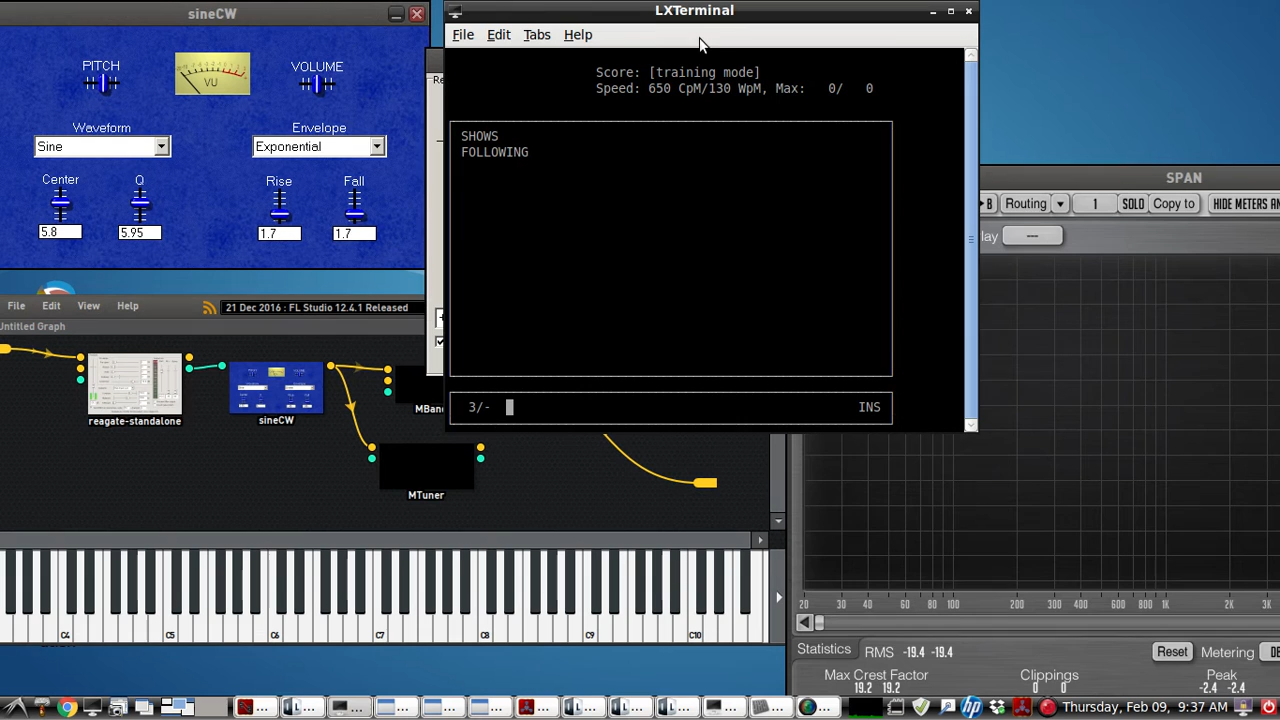 sineCW
PITCH
VOLUME
VU
Waveform
Envelope
Sine
Exponential
Center
Q
Rise
Fall
5.8
5.95
1.7
1.7
LXTerminal
File Edit Tabs Help
Score: [training mode]
Speed: 650 CpM/130 WpM, Max: 0/ 0
SHOWS
FOLLOWING
3/-
INS
Re
File Edit View Help
21 Dec 2016 : FL Studio 12.4.1 Released
Untitled Graph
reagate-standalone
sineCW
MBan
MTuner
C4 C5 C6 C7 C8 C9 C10
SPAN
B Routing 1 SOLO Copy to HIDE METERS AN
lay ---
20 30 40 60 80 100 200 300 400 600 1K 2K 3K
Statistics RMS -19.4 -19.4 Reset Metering DB
Max Crest Factor Clippings Peak
19.2 19.2 0 0 -2.4 -2.4
Thursday, Feb 09, 9:37 AM